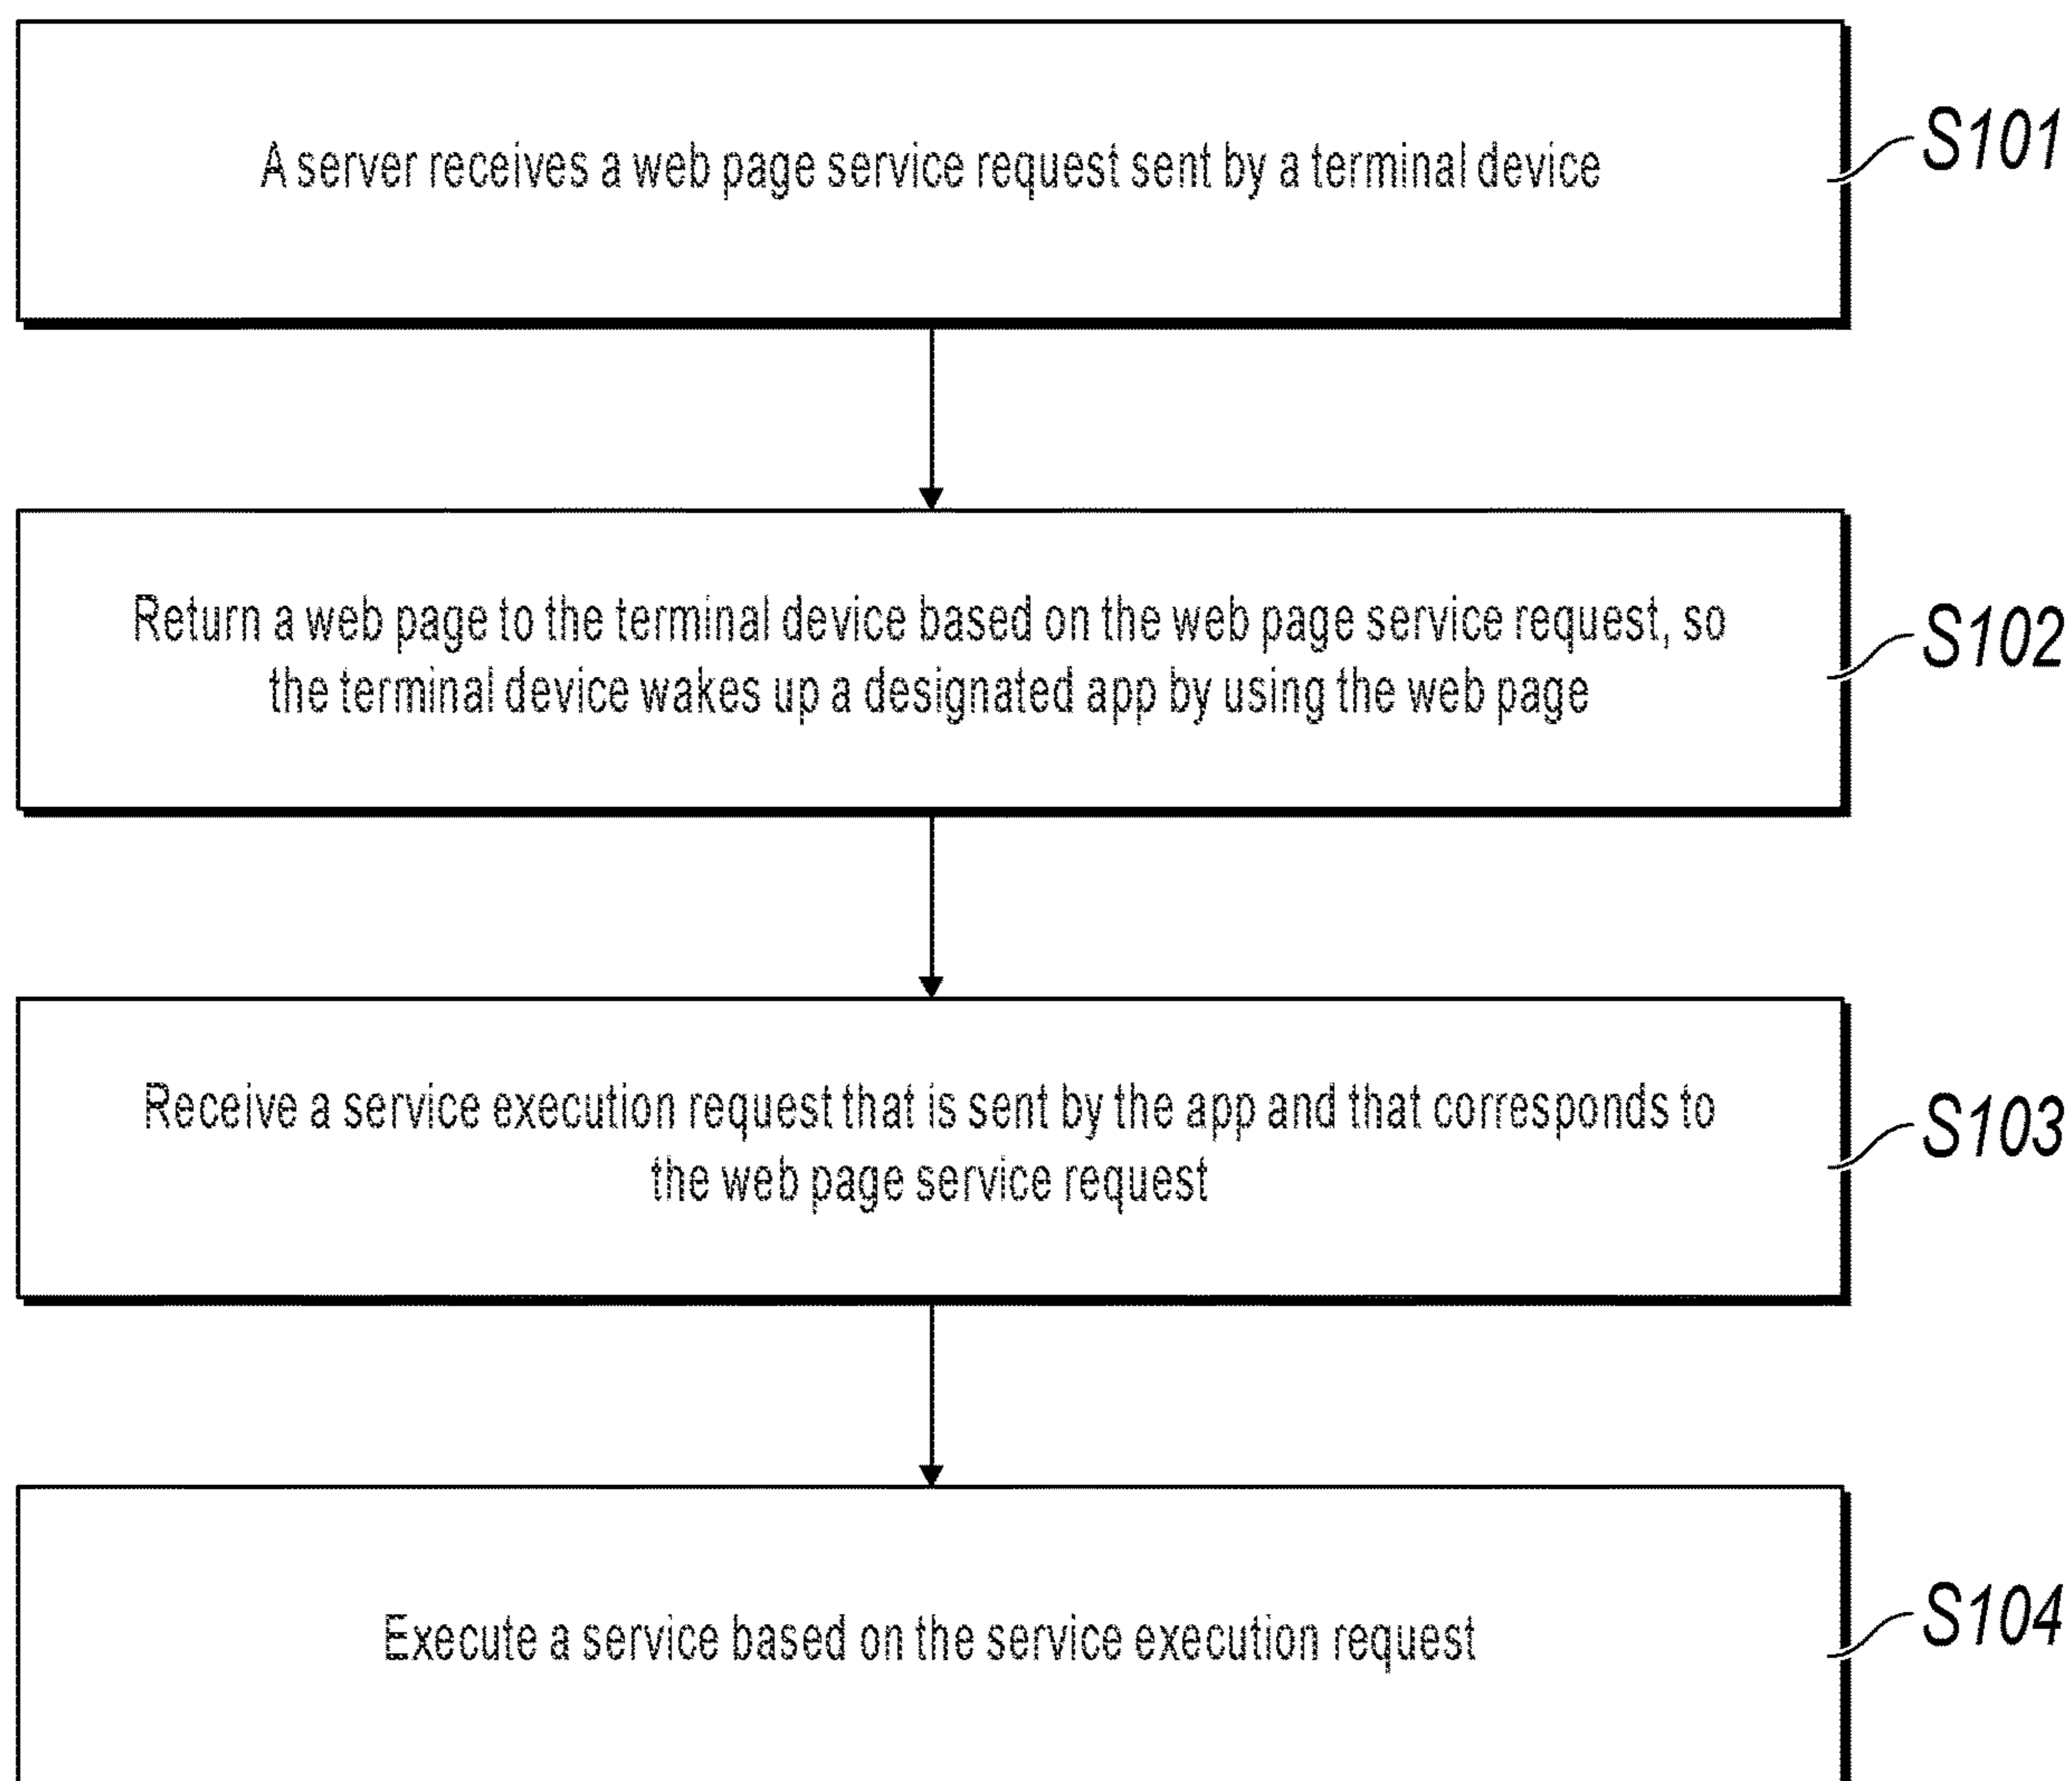 A server receives a web page service request sent by a terminal device
S101
Return a web page to the terminal device based on the web page service request, so
the terminal device wakes up a designated app by using the web page
S102
Receive a service execution request that is sent by the app and that corresponds to
the web page service request
S103
Execute a service based on the service execution request
S104